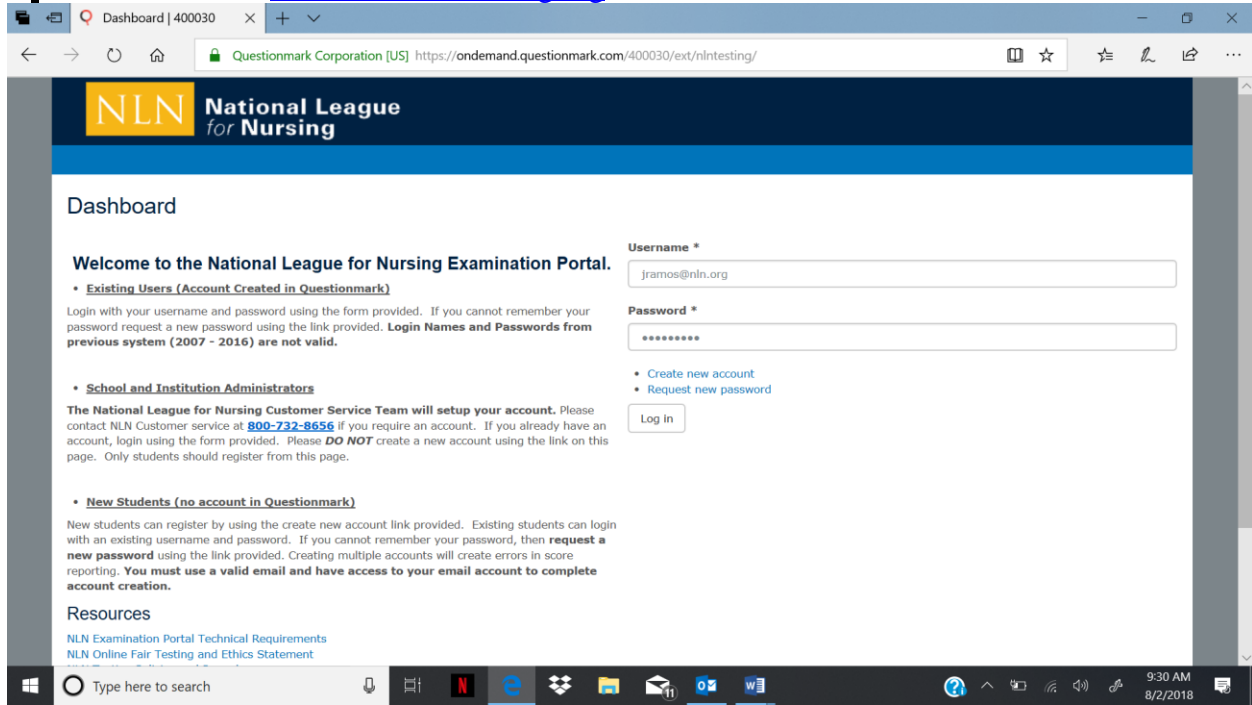 Dashboard | 400030
Questionmark Corporation [US] https://ondemand.questionmark.com/400030/ext/nlntesting/
NLN National League
for Nursing
Dashboard
Welcome to the National League for Nursing Examination Portal.
• Existing Users (Account Created in Questionmark)
Login with your username and password using the form provided. If you cannot remember your
password request a new password using the link provided. Login Names and Passwords from
previous system (2007 - 2016) are not valid.
• School and Institution Administrators
The National League for Nursing Customer Service Team will setup your account. Please
contact NLN Customer service at 800-732-8656 if you require an account. If you already have an
account, login using the form provided. Please DO NOT create a new account using the link on this
page. Only students should register from this page.
• New Students (no account in Questionmark)
New students can register by using the create new account link provided. Existing students can login
with an existing username and password. If you cannot remember your password, then request a
new password using the link provided. Creating multiple accounts will create errors in score
reporting. You must use a valid email and have access to your email account to complete
account creation.
Resources
NLN Examination Portal Technical Requirements
NLN Online Fair Testing and Ethics Statement
Username *
jramos@nln.org
Password *
•••••••••
• Create new account
• Request new password
Log in
Type here to search
N
11
9:30 AM
8/2/2018